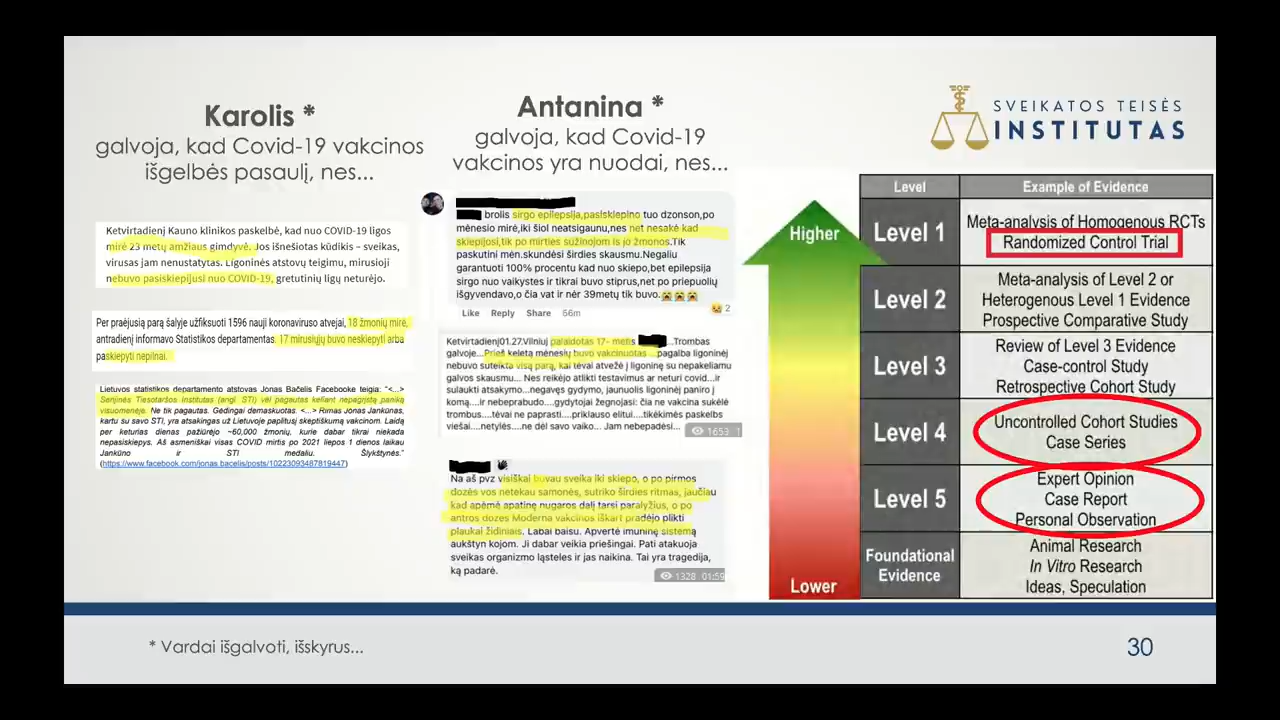 Karolis *
galvoja, kad Covid-19 vakcinos
išgelbės pasaulį, nes...
Ketvirtadienį Kauno klinikos paskelbė, kad nuo COVID-19 ligos
mirė 23 metų amžiaus gimdyvė. Jos išnešiotas kūdikis – sveikas,
virusas jam nenustatytas. Ligoninės atstovų teigimu, mirusioji
nebuvo pasiskiepijusi nuo COVID-19, gretutinių ligų neturėjo.
Per praėjusią parą šalyje užfiksuoti 1596 nauji koronaviruso atvejai, 18 žmonių mirė,
antradienį informavo Statistikos departamentas. 17 mirusiųjų buvo neskiepyti arba
paskiepyti nepilnai.
Lietuvos statistikos departamento atstovas Jonas Bačelis Facebooke teigia: “<...>
Serijinės Tiesotaršos Institutas (angl. STI) vėl pagautas keliant nepagrįstą paniką
visuomenėje. Ne tik pagautas. Gėdingai demaskuotas. <...> Rimas Jonas Jankūnas,
kartu su savo STI, yra atsakingas už Lietuvoje paplitusį skeptiškumą vakcinom. Laidą
per keturias dienas pažiūrėjo ~60,000 žmonių, kurie dabar tikrai niekada
nepasiskiepys. Aš asmeniškai visas COVID mirtis po 2021 liepos 1 dienos laikau
Jankūno ir STI medaliu. Šlykštynės.”
(https://www.facebook.com/jonas.bacelis/posts/10223093487819447)
Antanina *
galvoja, kad Covid-19
vakcinos yra nuodai, nes...
brolis sirgo epilepsija,pasiskiepino tuo dzonson,po
mėnesio mirė,iki šiol neatsigaunu,nes net nesakė kad
skiepijosi,tik po mirties sužinojom is jo žmonos.Tik
paskutini mėn.skundėsi širdies skausmu.Negaliu
garantuoti 100% procentu kad nuo skiepo,bet epilepsija
sirgo nuo vaikystes ir tikrai buvo stiprus,net po priepuolių
išgyvendavo,o čia vat ir nėr 39metų tik buvo.😭😭😭
Like Reply Share 56m
2
Ketvirtadienį01.27.Vilniuj palaidotas 17- metis ...Trombas
galvoje...Prieš keletą mėnesių buvo vakcinuotas ...pagalba ligoninėj
nebuvo suteikta visą parą, kai tėvai atvežė į ligoninę su nepakeliamu
galvos skausmu... Nes reikėjo atlikti testavimą ar neturi covid...ir
sulaukti atsakymo...negavęs gydymo, jaunuolis ligoninėj paniro į
komą....ir nebeprabudo....gydytojai žegnojasi: čia ne vakcina sukėlė
trombus....tėvai ne paprasti...priklauso elitui...tikėkimės paskelbs
viešai....netylės...ne dėl savo vaiko... Jam nebepadėsi...
1653 1
Na aš pvz visiškai buvau sveika iki skiepo, o po pirmos
dozės vos netekau samonės, sutriko širdies ritmas, jaučiau
kad apėmė apatinę nugaros dalį tarsi paralyžius, o po
antros dozės Moderna vakcinos iškart pradėjo plikti
plaukai židiniais. Labai baisu. Apvertė imuninę sistemą
aukštyn kojom. Ji dabar veikia priešingai. Pati atakuoja
sveikas organizmo ląsteles ir jas naikina. Tai yra tragedija,
ką padarė.
1328 01:59
SVEIKATOS TEISĖS
INSTITUTAS
Higher
Lower
Level Example of Evidence
Level 1
Meta-analysis of Homogenous RCTs
Randomized Control Trial
Level 2
Meta-analysis of Level 2 or
Heterogenous Level 1 Evidence
Prospective Comparative Study
Level 3
Review of Level 3 Evidence
Case-control Study
Retrospective Cohort Study
Level 4
Uncontrolled Cohort Studies
Case Series
Level 5
Expert Opinion
Case Report
Personal Observation
Foundational
Evidence
Animal Research
In Vitro Research
Ideas, Speculation
* Vardai išgalvoti, išskyrus...
30